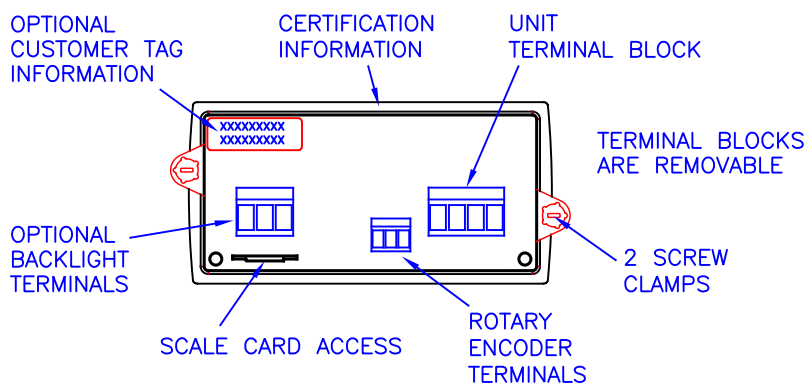 OPTIONAL
CUSTOMER TAG
INFORMATION
CERTIFICATION
INFORMATION
UNIT
TERMINAL BLOCK
XXXXXXXXX
XXXXXXXXX
TERMINAL BLOCKS
ARE REMOVABLE
OPTIONAL
BACKLIGHT
TERMINALS
2 SCREW
CLAMPS
SCALE CARD ACCESS
ROTARY
ENCODER
TERMINALS